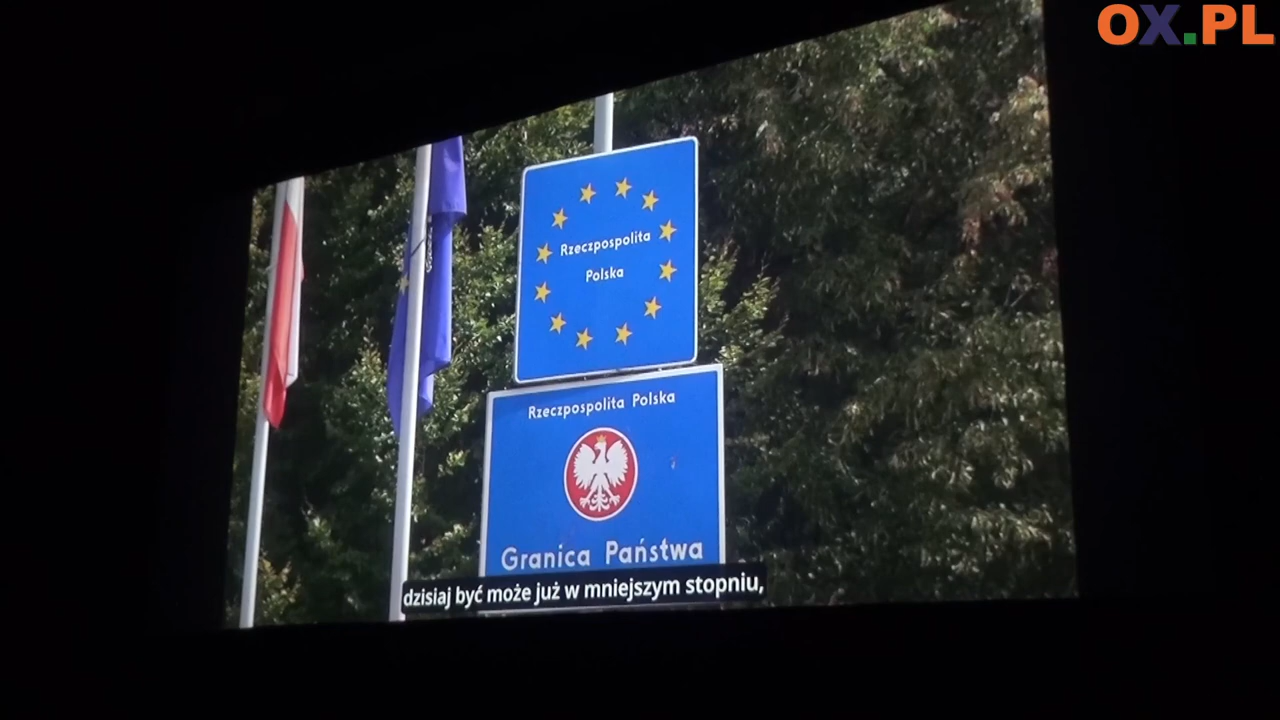 OX.PL
Rzeczpospolita
Polska
Rzeczpospolita Polska
Granica Państwa
dzisiaj być może już w mniejszym stopniu,